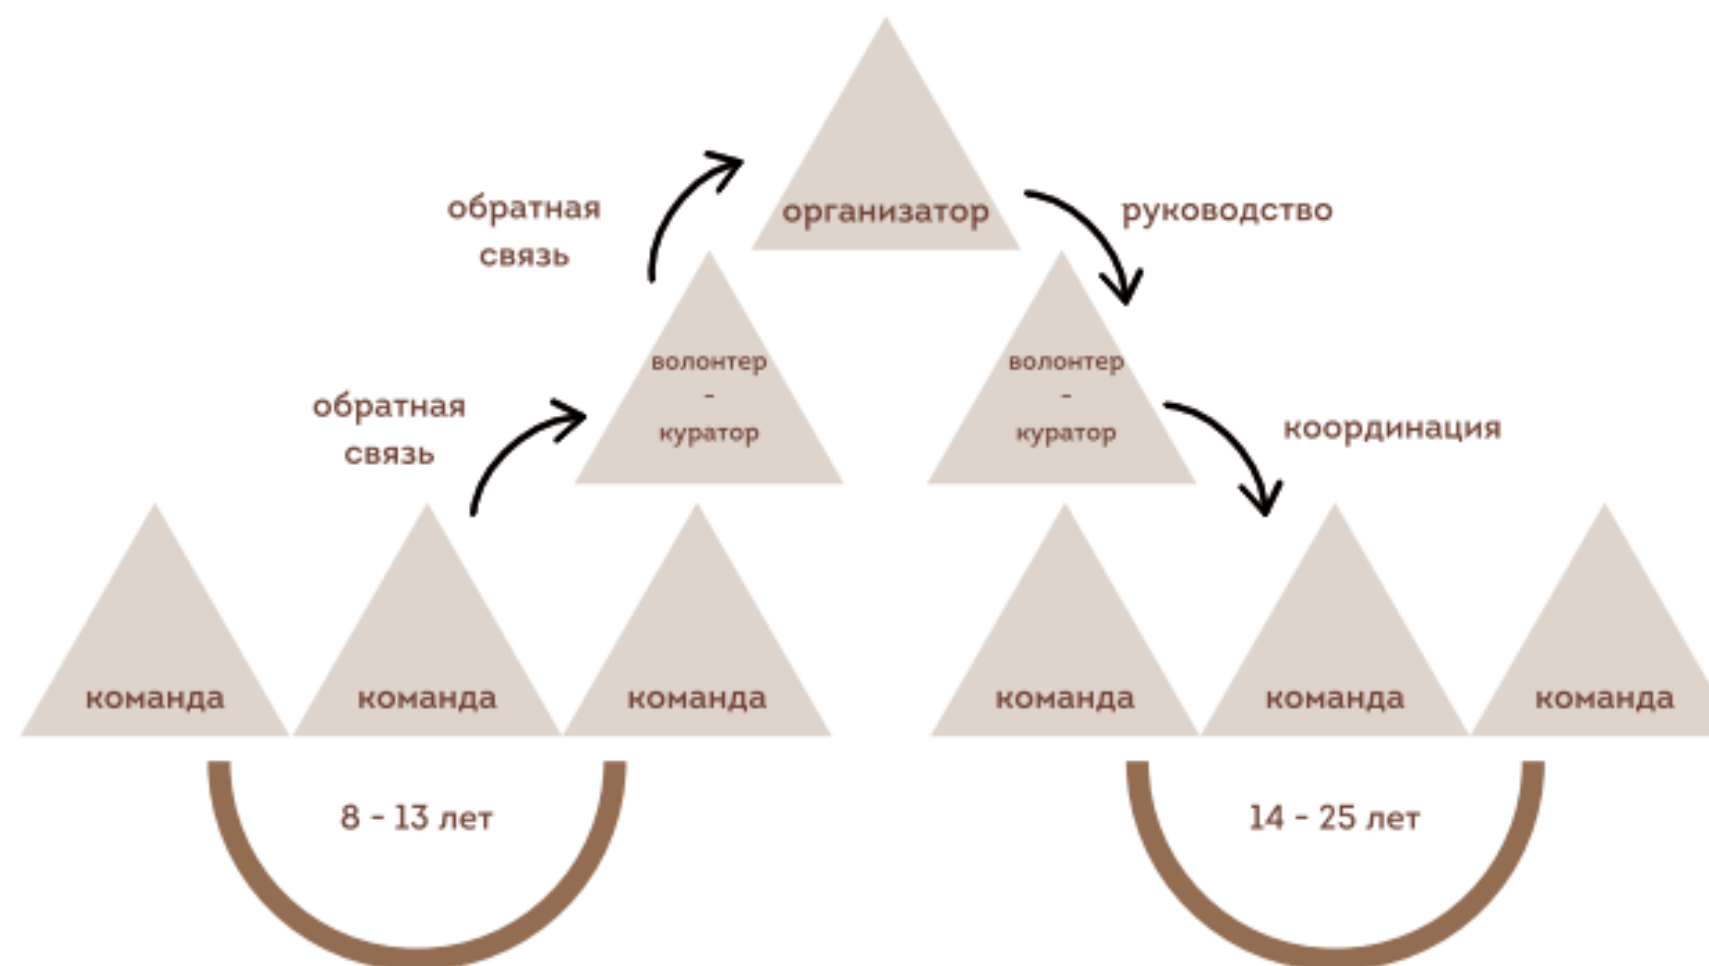 организатор
обратная
связь
руководство
волонтер
-
куратор
волонтер
-
куратор
обратная
связь
координация
команда
команда
команда
команда
команда
команда
8 - 13 лет
14 - 25 лет